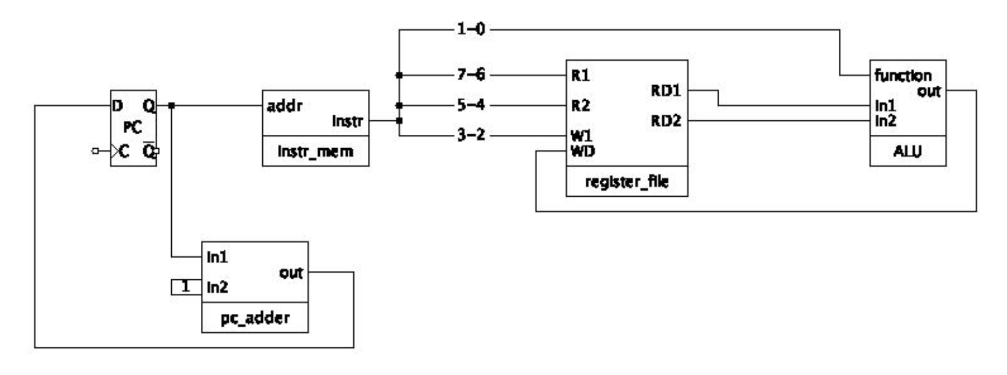 1-0
7-6
5-4
3-2
D Q
PC
C Q
addr
Instr
Instr_mem
R1
R2
W1
WD
RD1
RD2
register_file
function
out
In1
In2
ALU
In1
1 In2
out
pc_adder